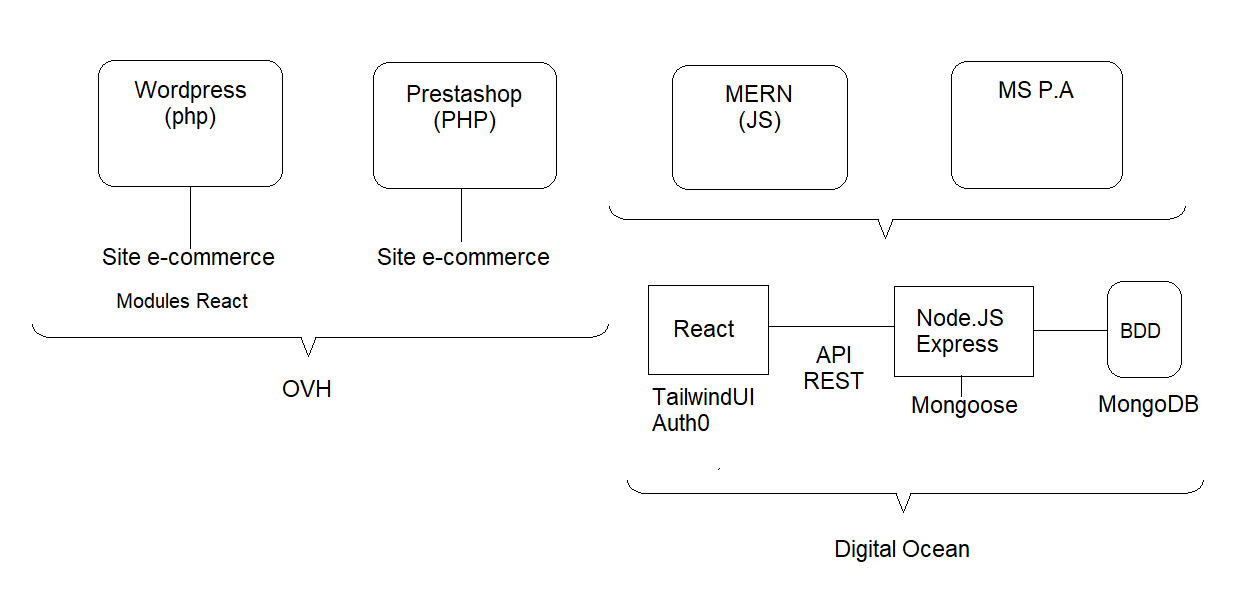 Wordpress
(php)
Prestashop
(PHP)
MERN
(JS)
MS P.A
Site e-commerce
Modules React
Site e-commerce
OVH
React
API
REST
Node.JS
Express
BDD
TailwindUI
Auth0
Mongoose
MongoDB
Digital Ocean